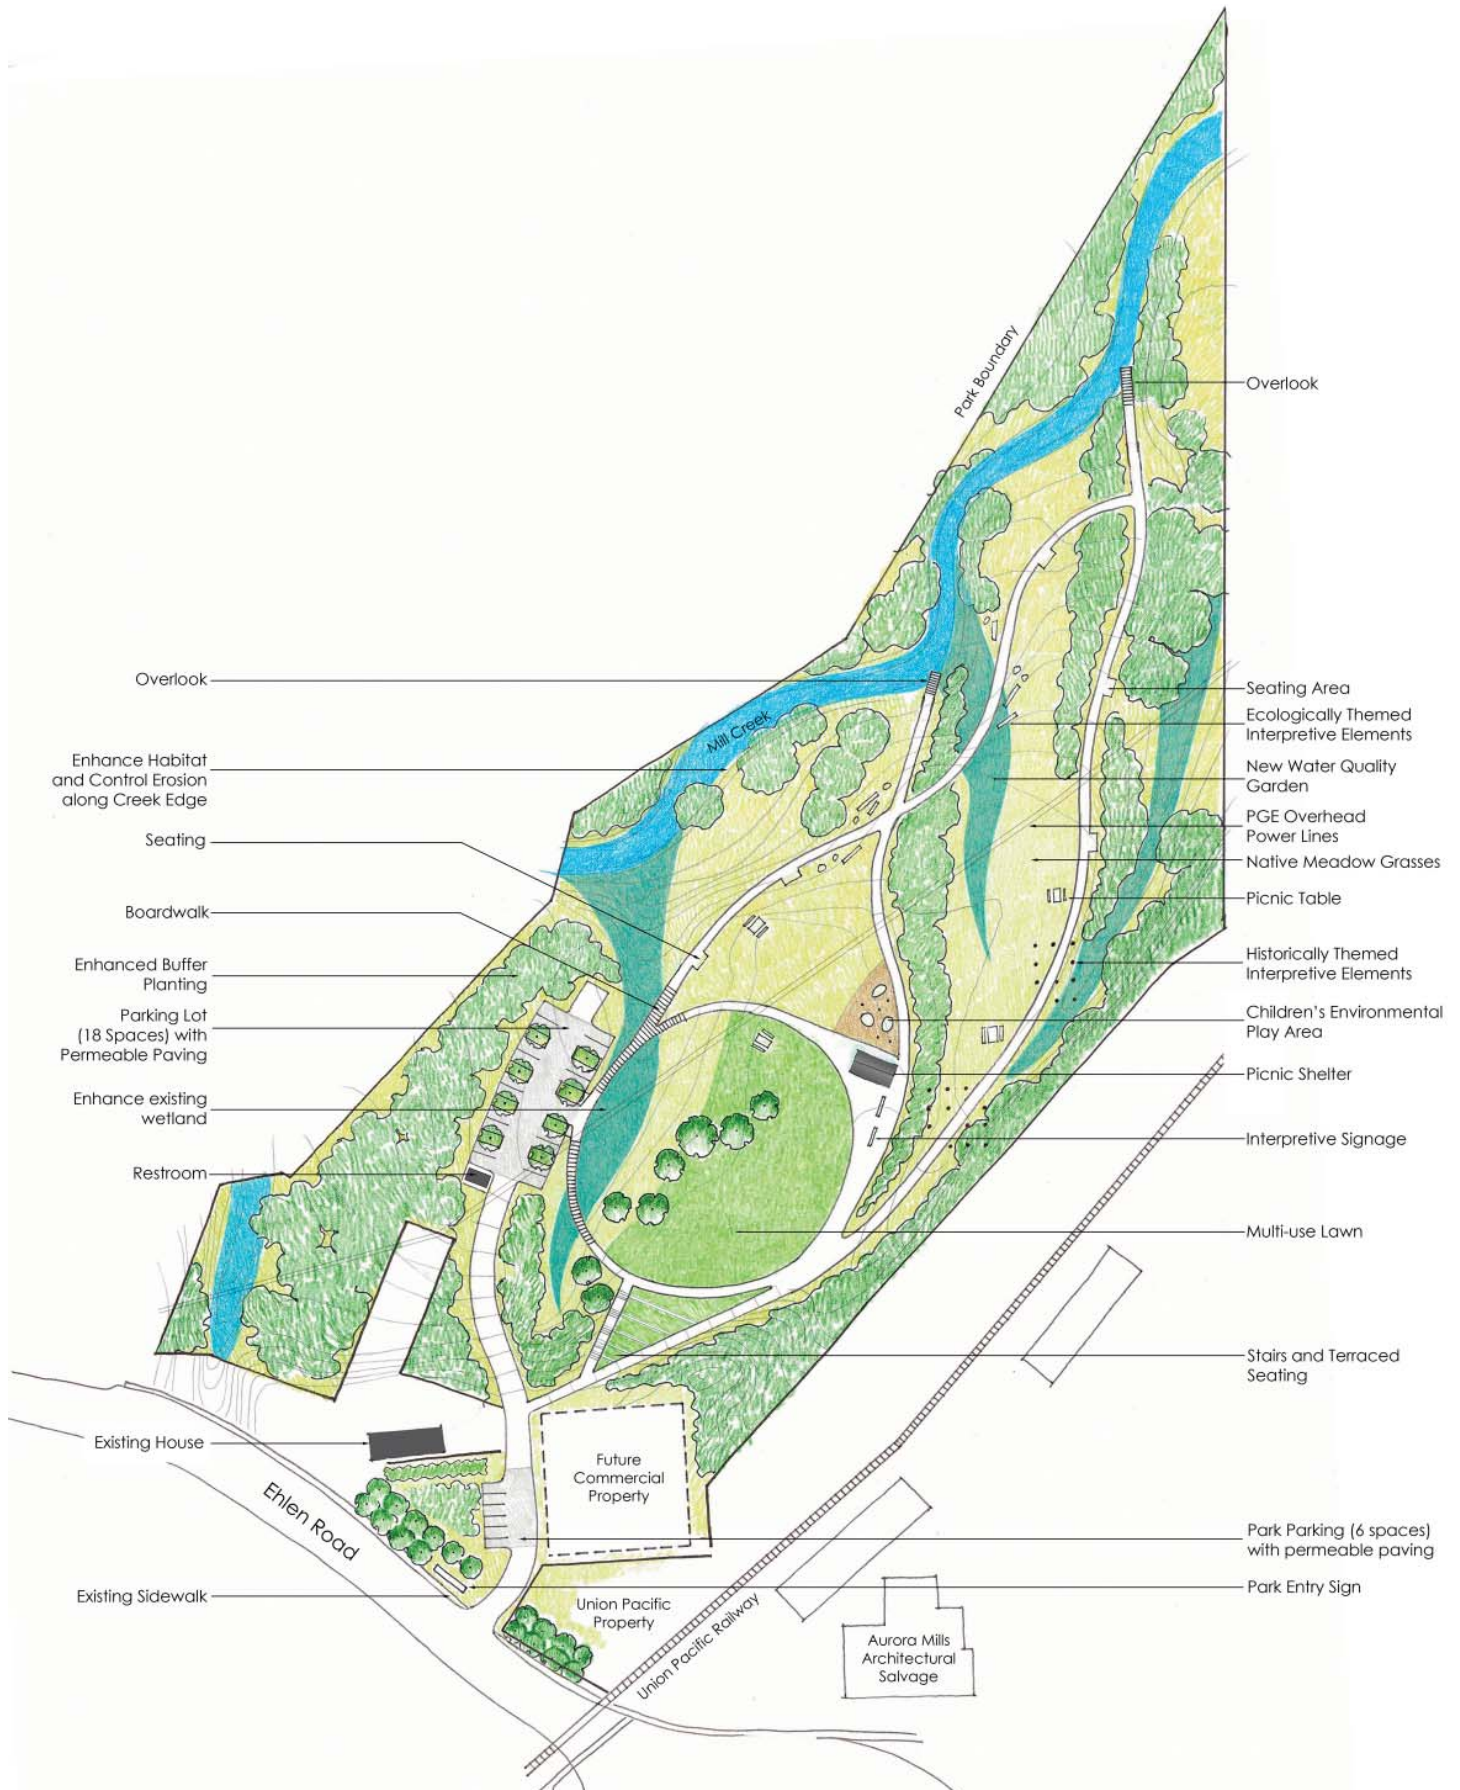 Park Boundary
Overlook
Overlook
Mill Creek
Enhance Habitat
and Control Erosion
along Creek Edge
Seating
Boardwalk
Enhanced Buffer
Planting
Parking Lot
(18 Spaces) with
Permeable Paving
Enhance existing
wetland
Restroom
Existing House
Ehlen Road
Existing Sidewalk
Seating Area
Ecologically Themed
Interpretive Elements
New Water Quality
Garden
PGE Overhead
Power Lines
Native Meadow Grasses
Picnic Table
Historically Themed
Interpretive Elements
Children's Environmental
Play Area
Picnic Shelter
Interpretive Signage
Multi-use Lawn
Stairs and Terraced
Seating
Future
Commercial
Property
Park Parking (6 spaces)
with permeable paving
Park Entry Sign
Union Pacific
Property
Union Pacific Railway
Aurora Mills
Architectural
Salvage